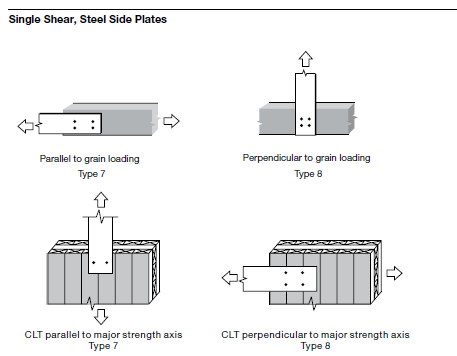 Single Shear, Steel Side Plates
Parallel to grain loading
Type 7
Perpendicular to grain loading
Type 8
CLT parallel to major strength axis
Type 7
CLT perpendicular to major strength axis
Type 8